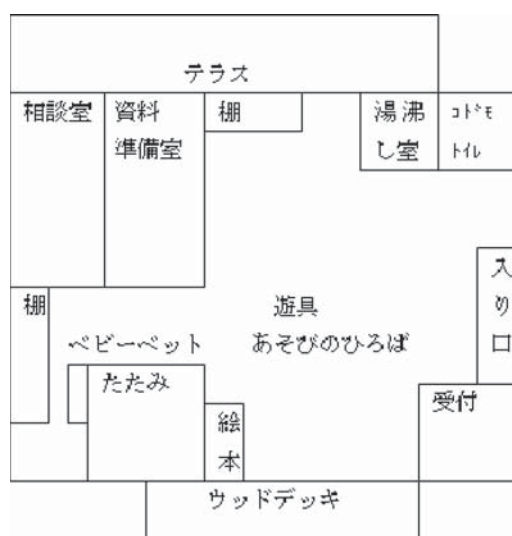 テラス
相談室
資料
準備室
棚
湯沸
し室
コドモ
トイレ
棚
入り口
遊具
あそびのひろば
ベビーベット
たたみ
絵本
受付
ウッドデッキ